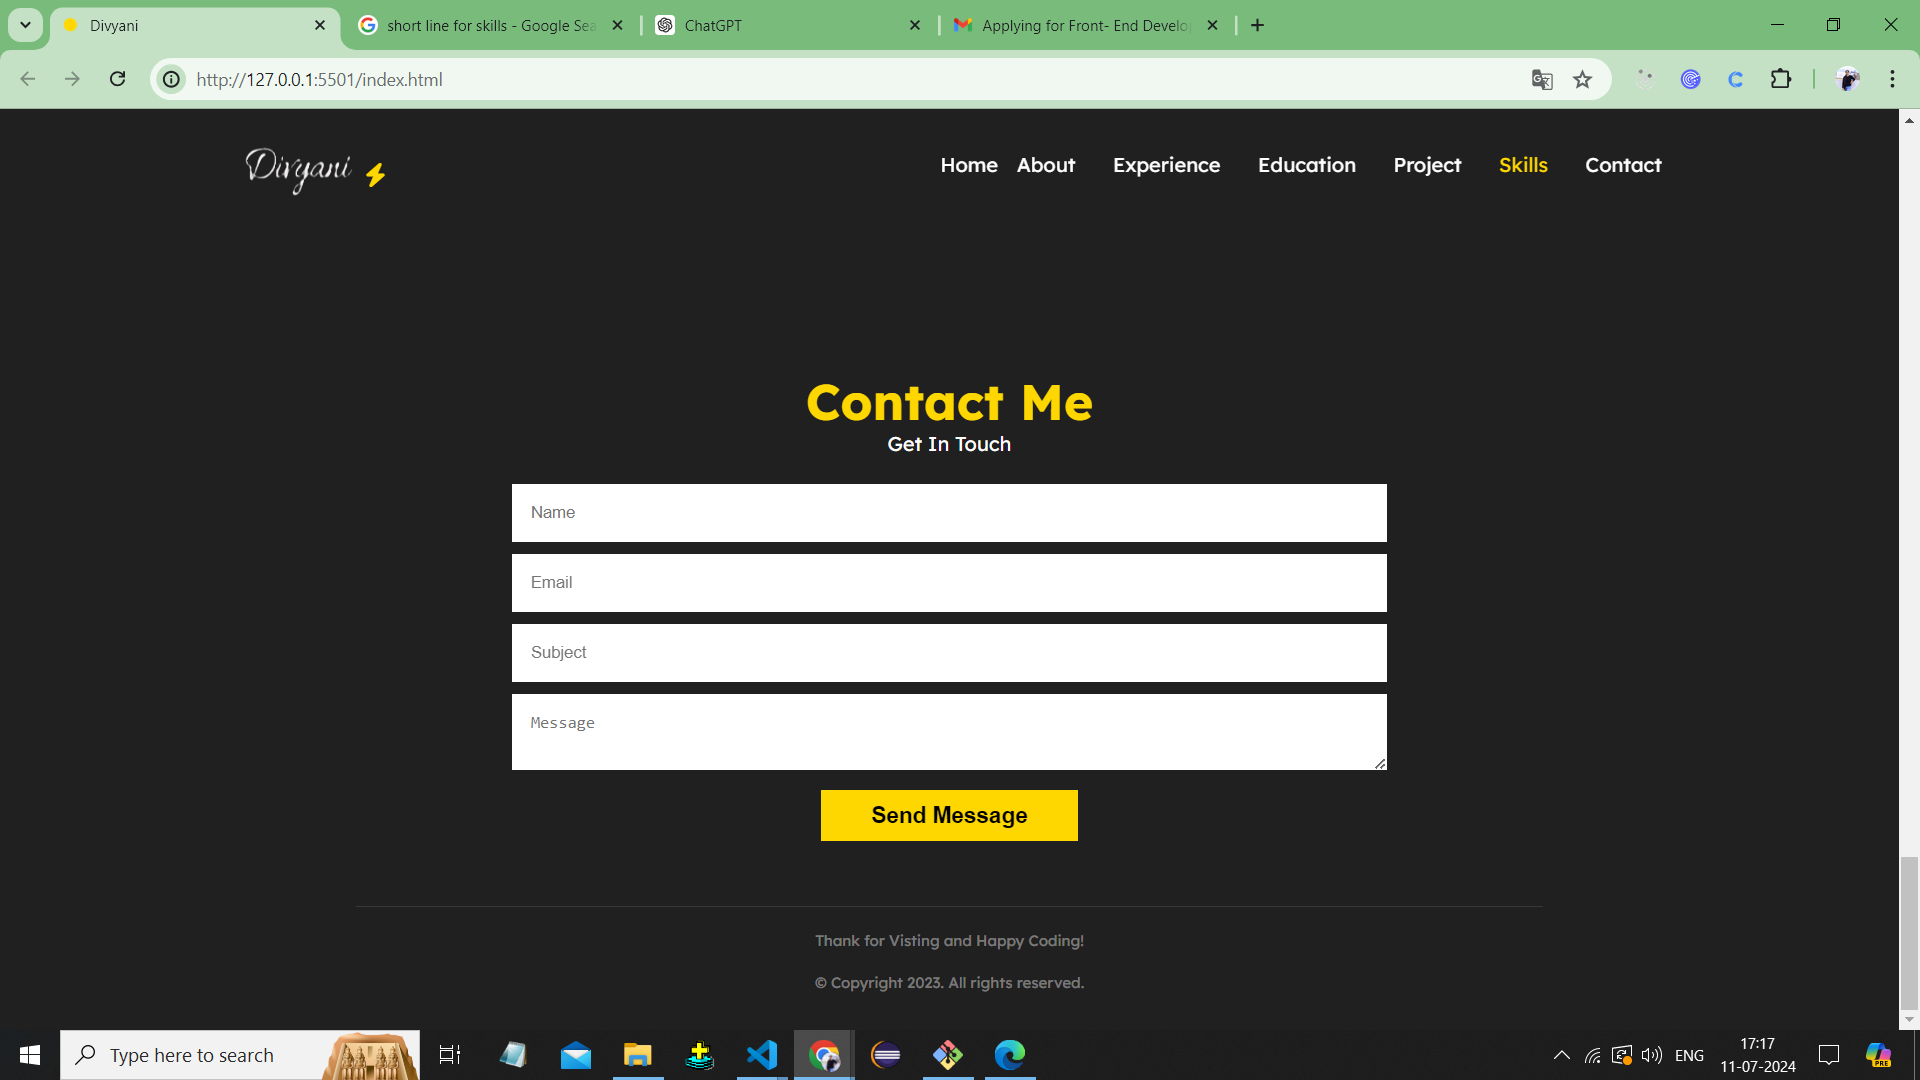 Divyani
short line for skills - Google Sea
ChatGPT
Applying for Front- End Develo
http://127.0.0.1:5501/index.html
Divyani
Home About Experience Education Project Skills Contact
Contact Me
Get In Touch
Name
Email
Subject
Message
Send Message
Thank for Visting and Happy Coding!
© Copyright 2023. All rights reserved.
Type here to search
ENG
17:17
11-07-2024
PRE